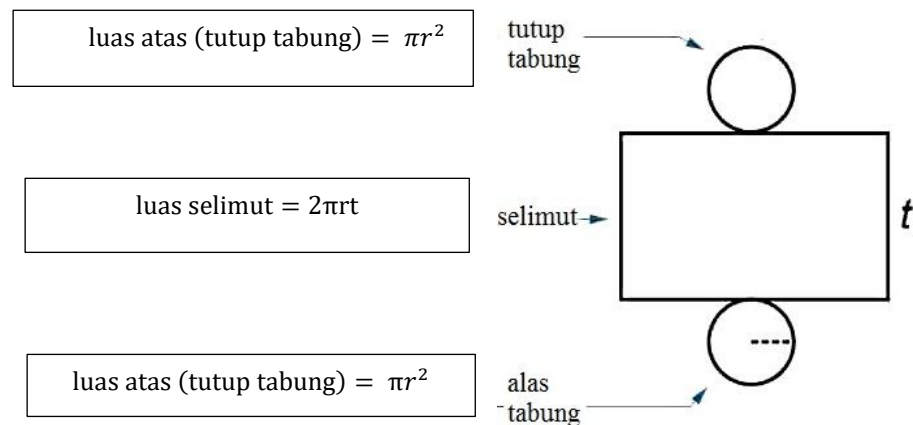 luas atas (tutup tabung) = πr²
tutup
tabung
luas selimut = 2πrt
selimut
t
luas atas (tutup tabung) = πr²
alas
tabung